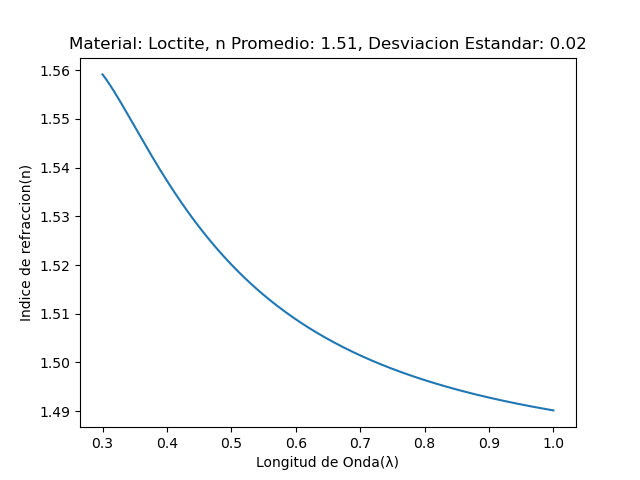 Material: Loctite, n Promedio: 1.51, Desviacion Estandar: 0.02
1.56
1.55
1.54
1.53
1.52
1.51
1.50
1.49
Indice de refraccion(n)
0.3 0.4 0.5 0.6 0.7 0.8 0.9 1.0
Longitud de Onda(λ)